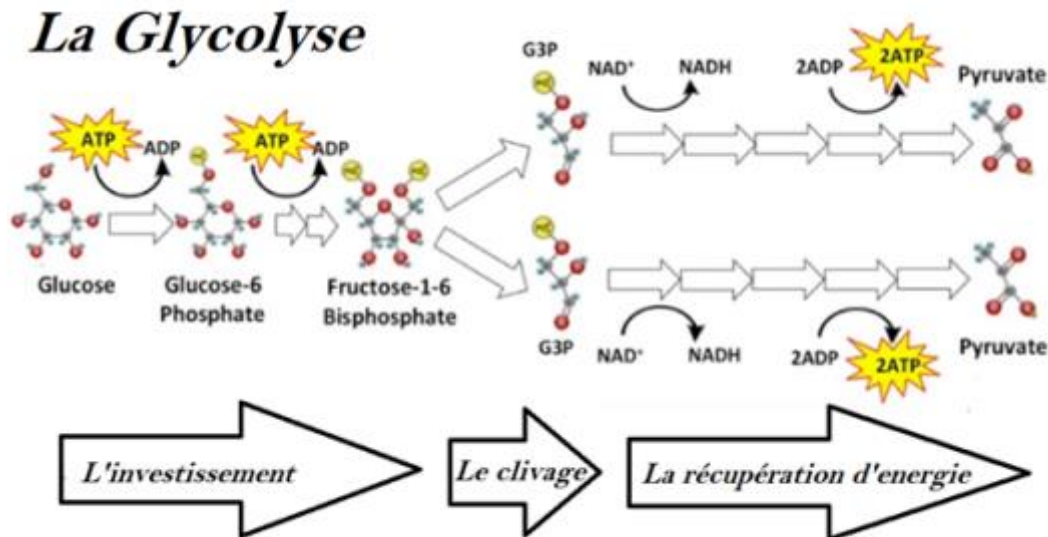 La Glycolyse
G3P
NAD⁺ NADH
2ADP 2ATP
Pyruvate
ATP ADP
ATP ADP
Glucose
Glucose-6
Phosphate
Fructose-1-6
Bisphosphate
G3P
NAD⁺ NADH
2ADP 2ATP
Pyruvate
L'investissement
Le clivage
La récupération d'energie